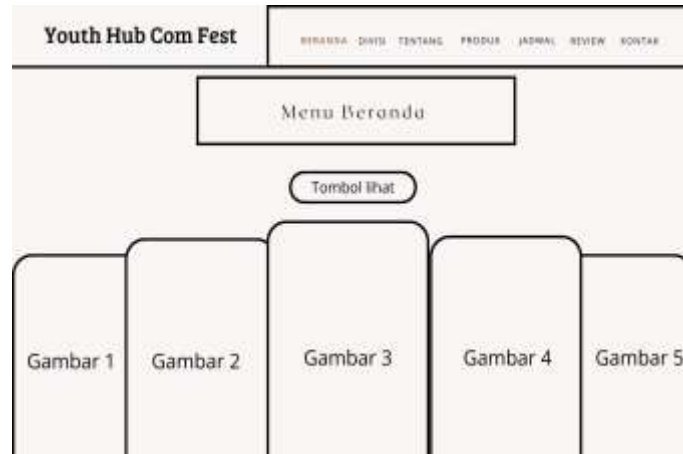 Youth Hub Com Fest
BERANDA DIVISI TENTANG PRODUK JADWAL REVIEW KONTAK
Menu Beranda
Tombol lihat
Gambar 1 Gambar 2 Gambar 3 Gambar 4 Gambar 5